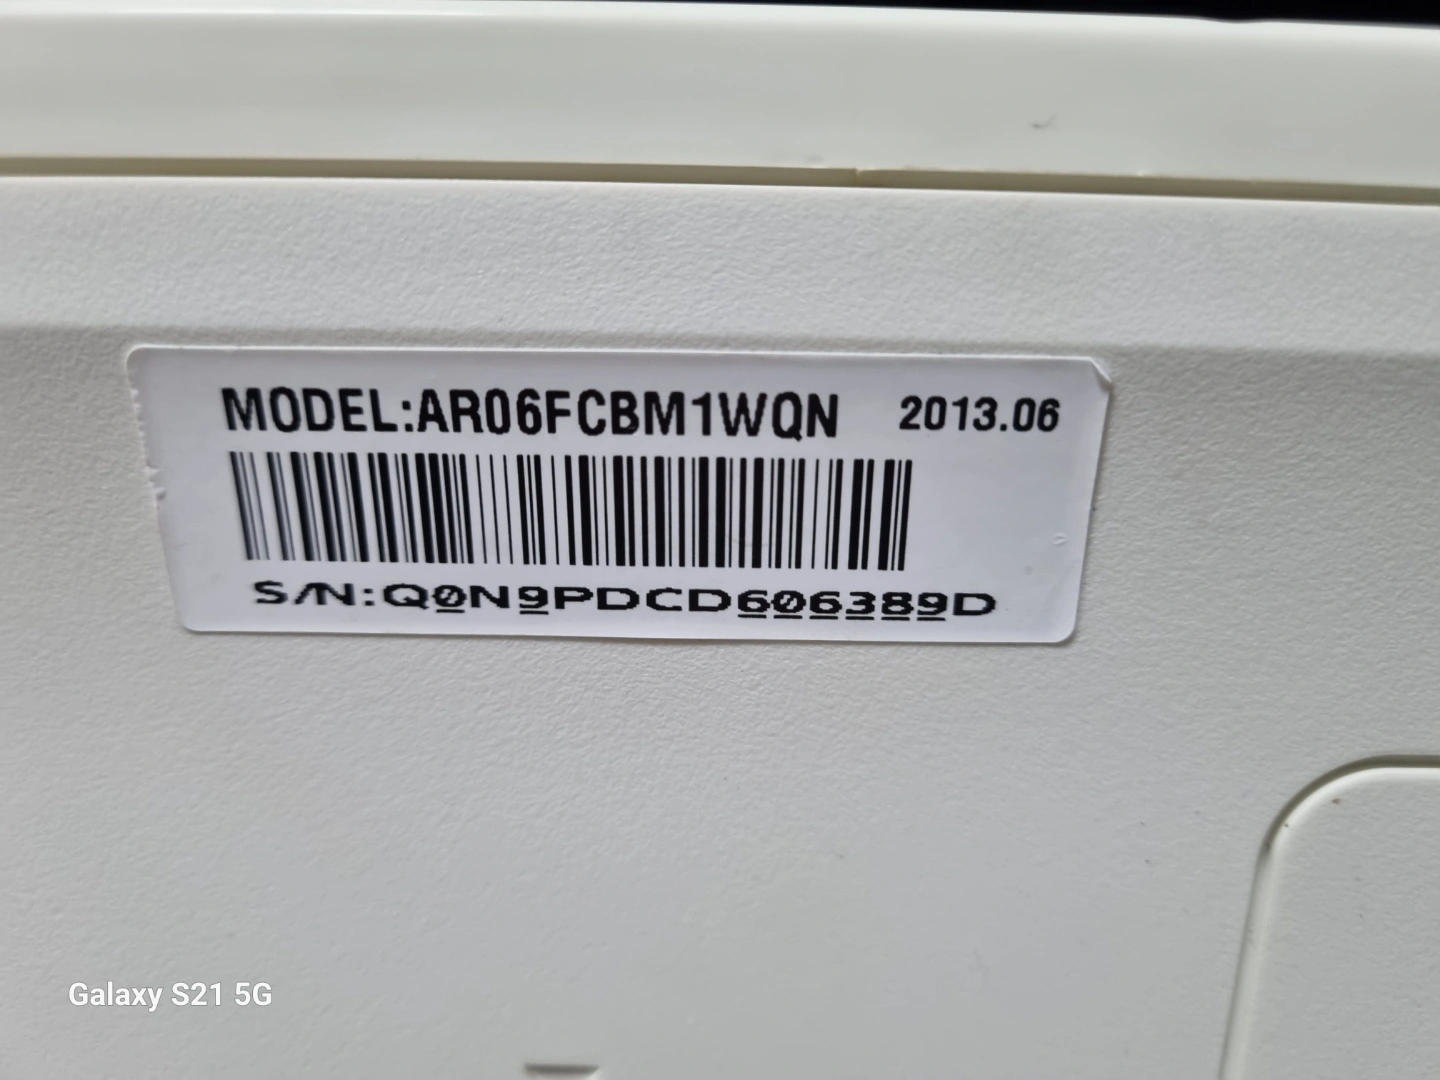 MODEL:AR06FCBM1WQN 2013.06
S/N:Q0N9PDCD606389D
Galaxy S21 5G